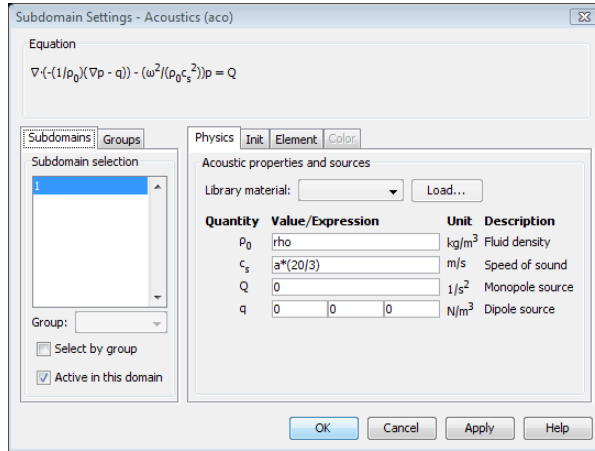 Subdomain Settings - Acoustics (aco)
Equation
∇·(-(1/ρ₀)(∇p - q)) - (ω²/(ρ₀cₛ²))p = Q
Subdomains Groups
Subdomain selection
1
Group:
Select by group
Active in this domain
Physics Init Element Color
Acoustic properties and sources
Library material: Load...
Quantity Value/Expression Unit Description
ρ₀ rho kg/m³ Fluid density
cₛ a*(20/3) m/s Speed of sound
Q 0 1/s² Monopole source
q 0 0 0 N/m³ Dipole source
OK Cancel Apply Help